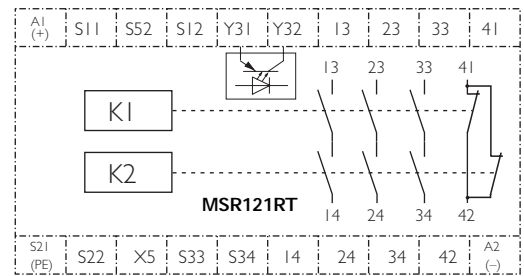 A1 (+) S11 S52 S12 Y31 Y32 13 23 33 41
13 23 33 41
K1
K2
MSR121RT
14 24 34 42
S21 (PE) S22 X5 S33 S34 14 24 34 42 A2 (–)